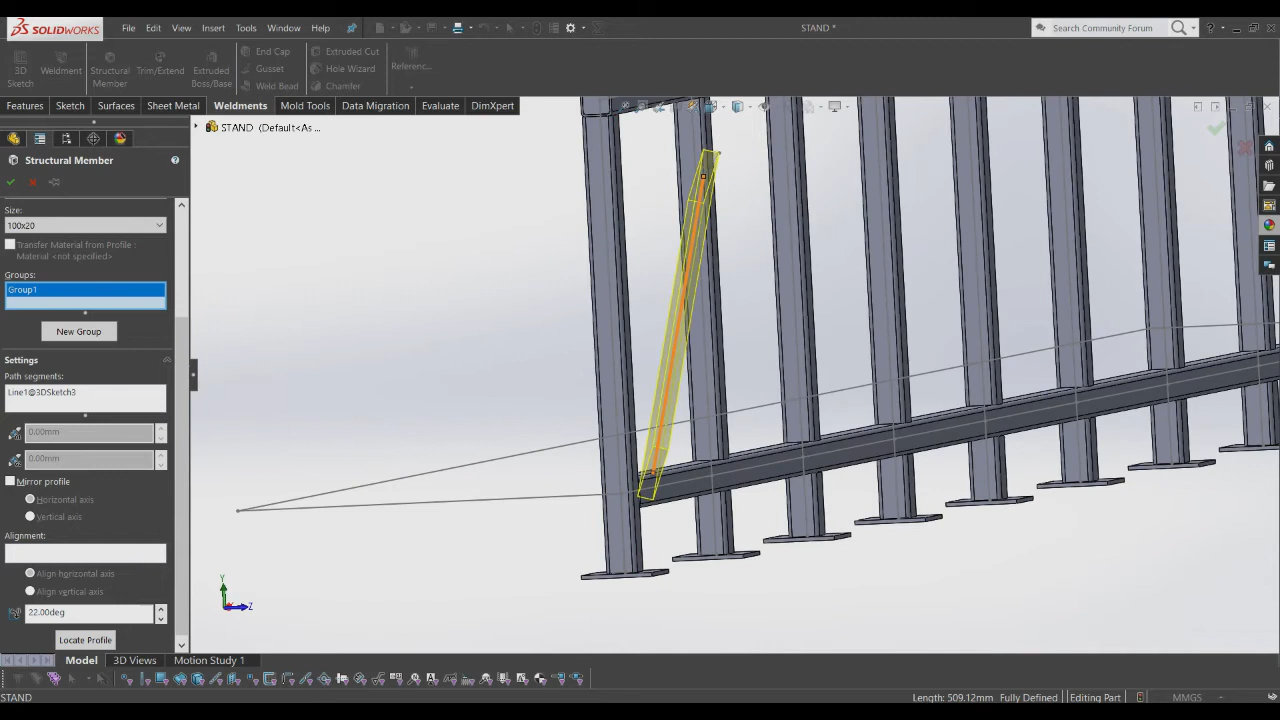 SOLIDWORKS
File Edit View Insert Tools Window Help
STAND *
Search Community Forum
3D Sketch
Weldment
Structural Member
Trim/Extend
Extruded Boss/Base
End Cap
Gusset
Weld Bead
Extruded Cut
Hole Wizard
Chamfer
Referenc...
Features Sketch Surfaces Sheet Metal Weldments Mold Tools Data Migration Evaluate DimXpert
STAND (Default<As ...
Structural Member
Size:
100x20
Transfer Material from Profile :
Material <not specified>
Groups:
Group1
New Group
Settings
Path segments:
Line1@3DSketch3
0.00mm
0.00mm
Mirror profile
Horizontal axis
Vertical axis
Alignment:
Align horizontal axis
Align vertical axis
22.00deg
Locate Profile
Y
Z
Model 3D Views Motion Study 1
STAND
Length: 509.12mm Fully Defined Editing Part MMGS